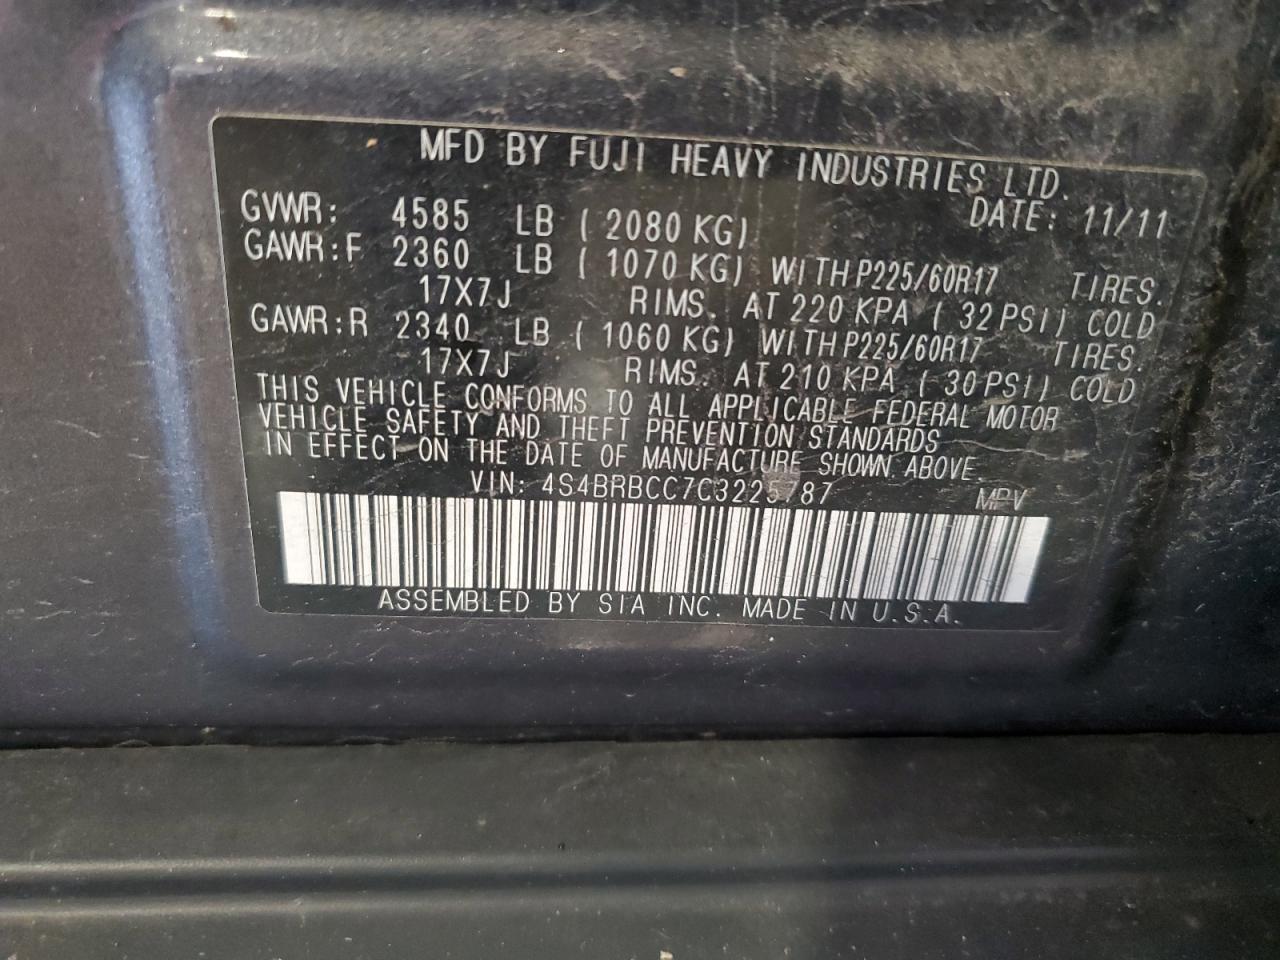 MFD BY FUJI HEAVY INDUSTRIES LTD.
DATE: 11/11
GVWR: 4585 LB (2080 KG)
GAWR:F 2360 LB (1070 KG) WITH P225/60R17 TIRES.
17X7J RIMS. AT 220 KPA (32 PSI) COLD
GAWR:R 2340 LB (1060 KG) WITH P225/60R17 TIRES.
17X7J RIMS. AT 210 KPA (30 PSI) COLD
THIS VEHICLE CONFORMS TO ALL APPLICABLE FEDERAL MOTOR
VEHICLE SAFETY AND THEFT PREVENTION STANDARDS
IN EFFECT ON THE DATE OF MANUFACTURE SHOWN ABOVE
VIN: 4S4BRBCC7C3225787 MPV
ASSEMBLED BY SIA INC. MADE IN U.S.A.